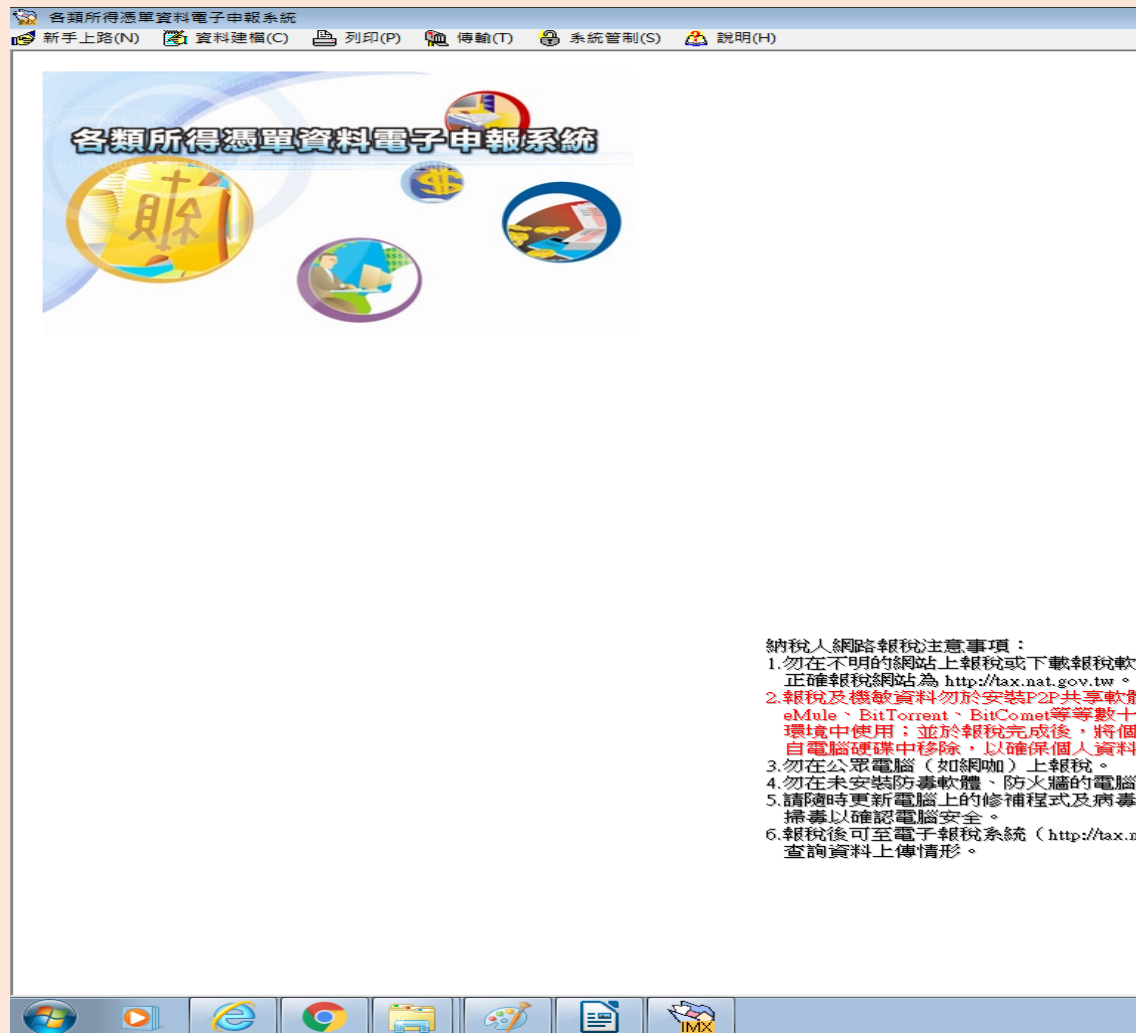 各類所得憑單資料電子申報系統
新手上路(N) 資料建檔(C) 列印(P) 傳輸(T) 系統管制(S) 說明(H)
各類所得憑單資料電子申報系統
納稅人網路報稅注意事項：
1.勿在不明的網站上報稅或下載報稅軟
正確報稅網站為 http://tax.nat.gov.tw。
2.報稅及機敏資料勿於安裝P2P共享軟體
eMule、BitTorrent、BitComet等等數十
環境中使用；並於報稅完成後，將個
自電腦硬碟中移除，以確保個人資料
3.勿在公眾電腦（如網咖）上報稅。
4.勿在未安裝防毒軟體、防火牆的電腦
5.請隨時更新電腦上的修補程式及病毒
掃毒以確認電腦安全。
6.報稅後可至電子報稅系統（http://tax.n
查詢資料上傳情形。
IMX